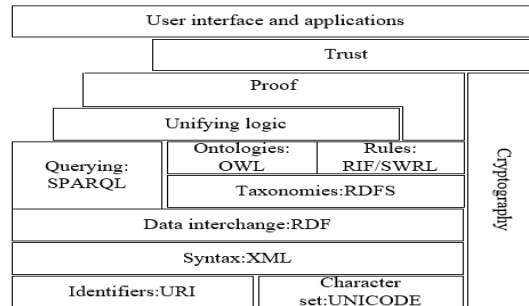 User interface and applications
Trust
Proof
Unifying logic
Querying:
SPARQL
Ontologies:
OWL
Rules:
RIF/SWRL
Taxonomies:RDFS
Cryptography
Data interchange:RDF
Syntax:XML
Identifiers:URI
Character
set:UNICODE